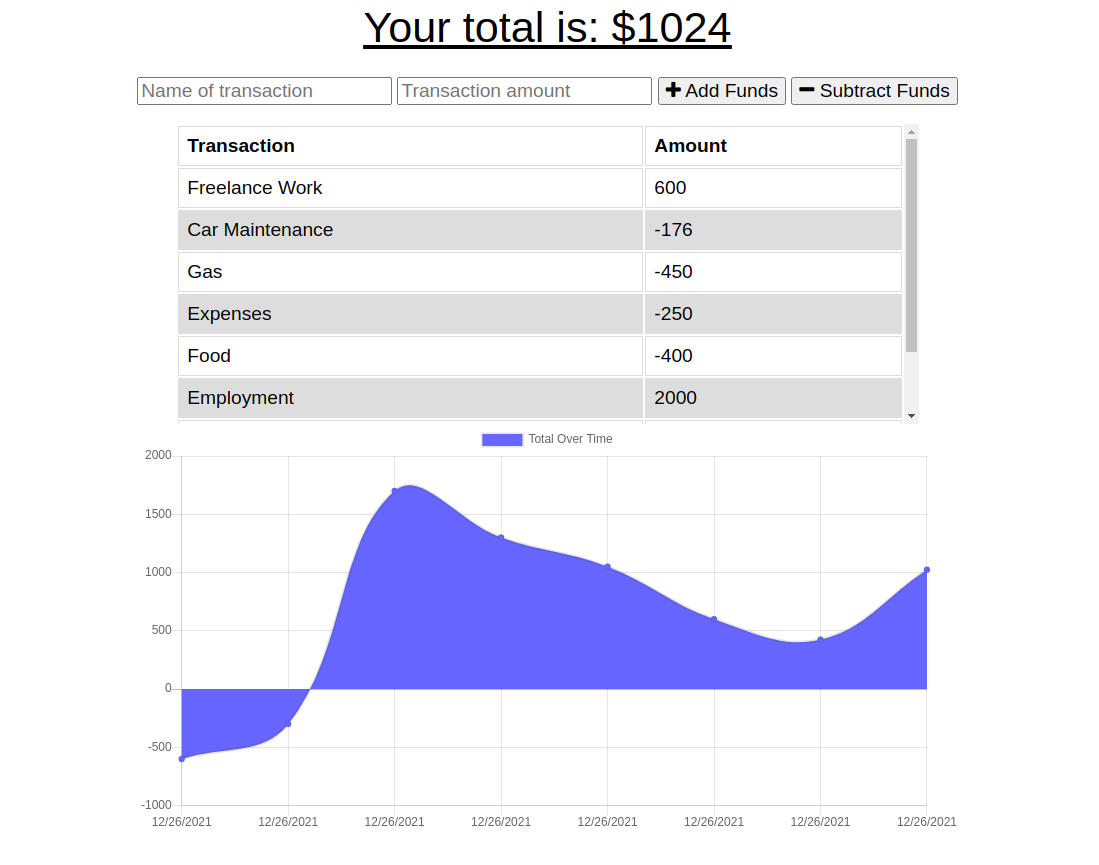 Your total is: $1024
Name of transaction Transaction amount Add Funds Subtract Funds
Transaction Amount
Freelance Work 600
Car Maintenance -176
Gas -450
Expenses -250
Food -400
Employment 2000
Total Over Time
2000
1500
1000
500
0
-500
-1000
12/26/2021 12/26/2021 12/26/2021 12/26/2021 12/26/2021 12/26/2021 12/26/2021 12/26/2021